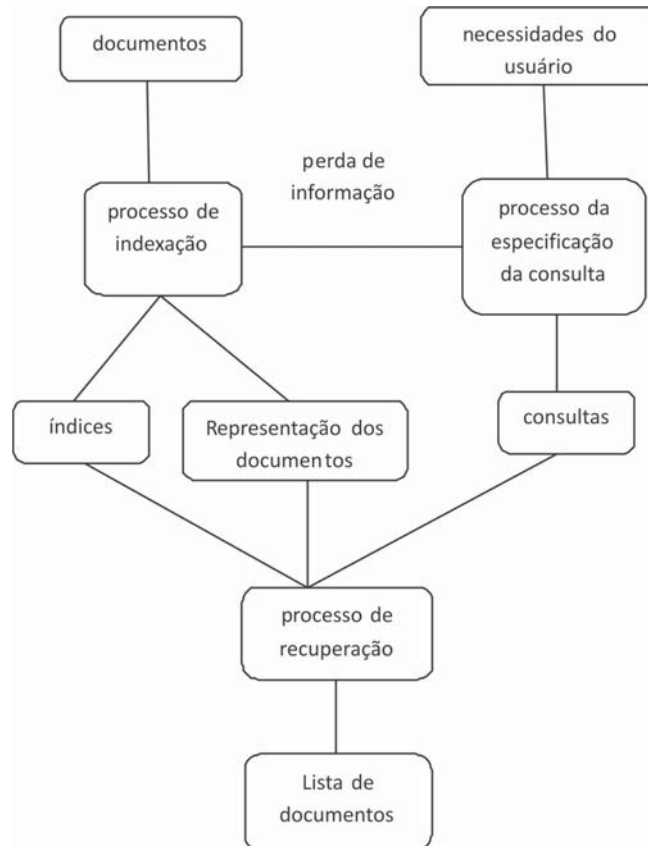 documentos
necessidades do
usuário
perda de
informação
processo de
indexação
processo da
especificação
da consulta
índices
Representação dos
documentos
consultas
processo de
recuperação
Lista de
documentos